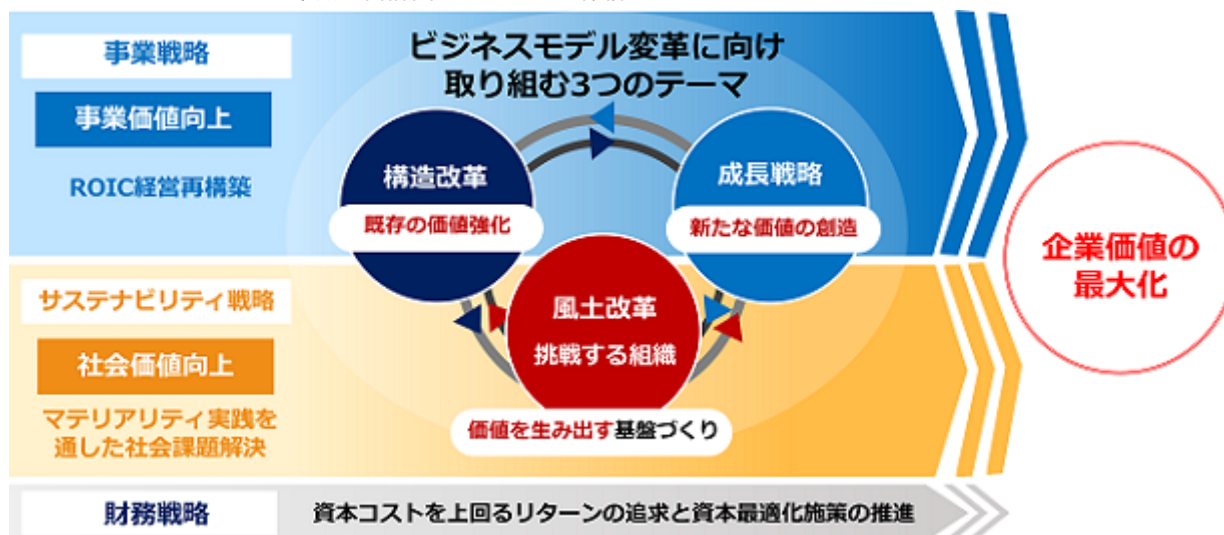 事業戦略
事業価値向上
ROIC経営再構築
ビジネスモデル変革に向け
取り組む3つのテーマ
構造改革
既存の価値強化
成長戦略
新たな価値の創造
風土改革
挑戦する組織
価値を生み出す基盤づくり
サステナビリティ戦略
社会価値向上
マテリアリティ実践を
通した社会課題解決
財務戦略
資本コストを上回るリターンの追求と資本最適化施策の推進
企業価値の
最大化